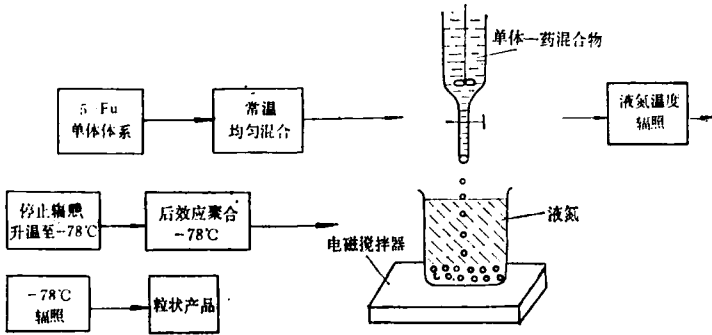 5-Fu
单体体系
常温
均匀混合
单体—药混合物
液氮温度
辐照
停止辐照
升温至-78℃
后效应聚合
-78℃
液氮
电磁搅拌器
-78℃
辐照
粒状产品